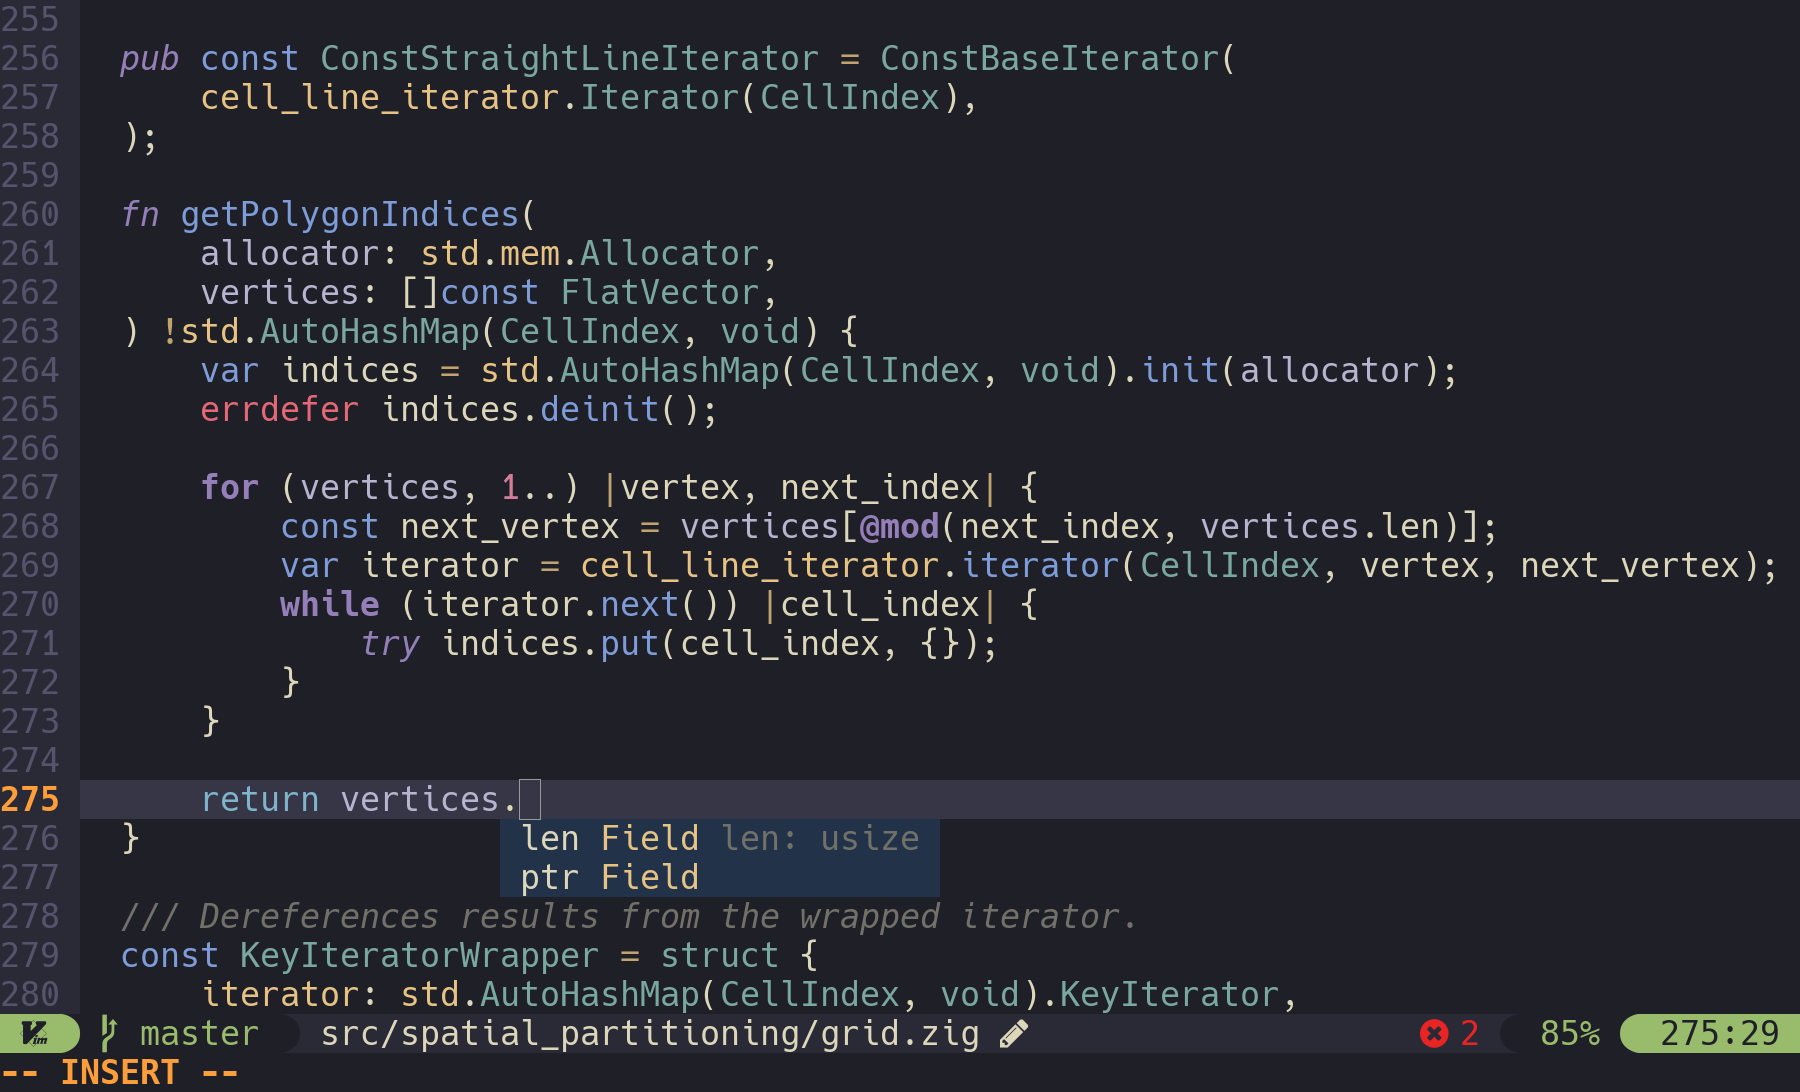 255
256 pub const ConstStraightLineIterator = ConstBaseIterator(
257     cell_line_iterator.Iterator(CellIndex),
258 );
259
260 fn getPolygonIndices(
261     allocator: std.mem.Allocator,
262     vertices: []const FlatVector,
263 ) !std.AutoHashMap(CellIndex, void) {
264     var indices = std.AutoHashMap(CellIndex, void).init(allocator);
265     errdefer indices.deinit();
266
267     for (vertices, 1..) |vertex, next_index| {
268         const next_vertex = vertices[@mod(next_index, vertices.len)];
269         var iterator = cell_line_iterator.iterator(CellIndex, vertex, next_vertex);
270         while (iterator.next()) |cell_index| {
271             try indices.put(cell_index, {});
272         }
273     }
274
275     return vertices.
276 } len Field len: usize
277 ptr Field
278 /// Dereferences results from the wrapped iterator.
279 const KeyIteratorWrapper = struct {
280     iterator: std.AutoHashMap(CellIndex, void).KeyIterator,
Vim master src/spatial_partitioning/grid.zig 2 85% 275:29
-- INSERT --